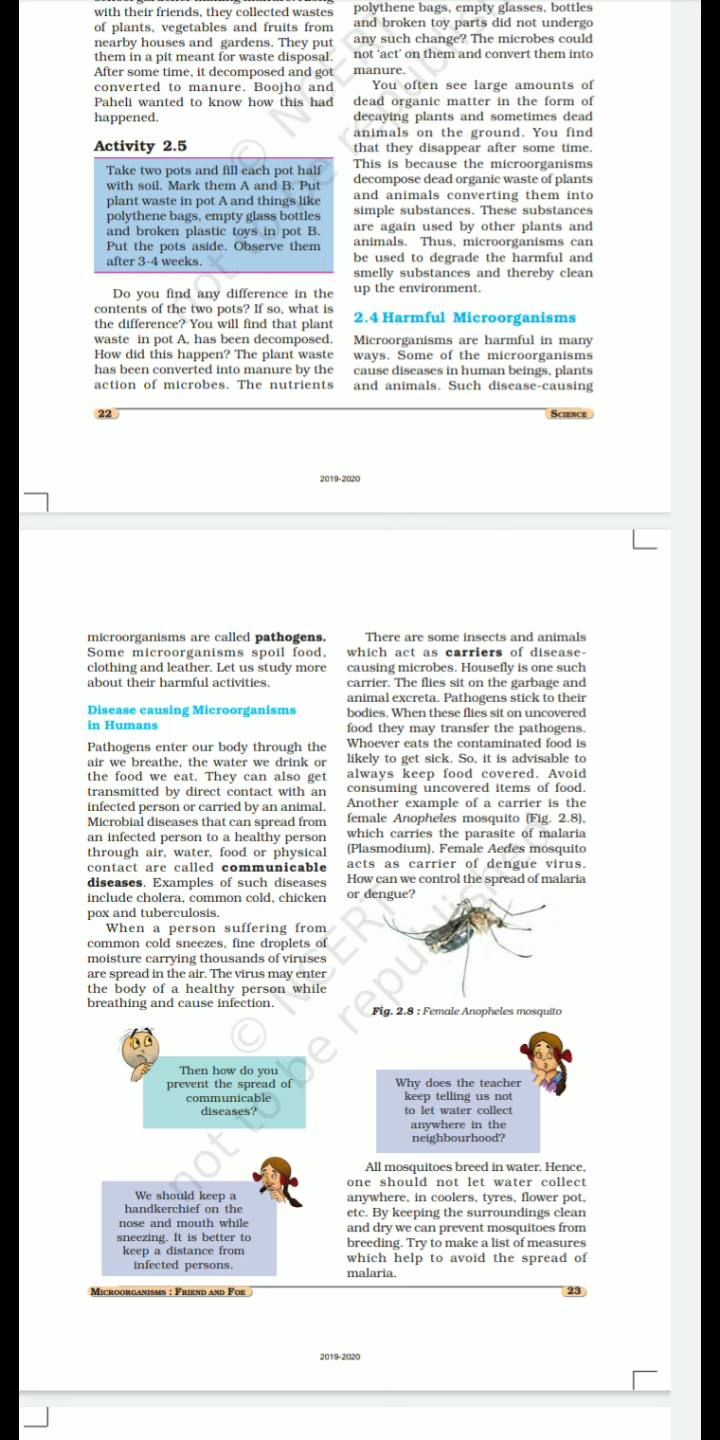 with their friends, they collected wastes
of plants, vegetables and fruits from
nearby houses and gardens. They put
them in a pit meant for waste disposal.
After some time, it decomposed and got
converted to manure. Boojho and
Paheli wanted to know how this had
happened.
Activity 2.5
Take two pots and fill each pot half
with soil. Mark them A and B. Put
plant waste in pot A and things like
polythene bags, empty glass bottles
and broken plastic toys in pot B.
Put the pots aside. Observe them
after 3-4 weeks.
Do you find any difference in the
contents of the two pots? If so, what is
the difference? You will find that plant
waste in pot A, has been decomposed.
How did this happen? The plant waste
has been converted into manure by the
action of microbes. The nutrients
polythene bags, empty glasses, bottles
and broken toy parts did not undergo
any such change? The microbes could
not 'act' on them and convert them into
manure.
You often see large amounts of
dead organic matter in the form of
decaying plants and sometimes dead
animals on the ground. You find
that they disappear after some time.
This is because the microorganisms
decompose dead organic waste of plants
and animals converting them into
simple substances. These substances
are again used by other plants and
animals. Thus, microorganisms can
be used to degrade the harmful and
smelly substances and thereby clean
up the environment.
2.4 Harmful Microorganisms
Microorganisms are harmful in many
ways. Some of the microorganisms
cause diseases in human beings, plants
and animals. Such disease-causing
22
SCIENCE
2019-2020
© NCERT
not to be republished
microorganisms are called pathogens.
Some microorganisms spoil food,
clothing and leather. Let us study more
about their harmful activities.
Disease causing Microorganisms
in Humans
Pathogens enter our body through the
air we breathe, the water we drink or
the food we eat. They can also get
transmitted by direct contact with an
infected person or carried by an animal.
Microbial diseases that can spread from
an infected person to a healthy person
through air, water, food or physical
contact are called communicable
diseases. Examples of such diseases
include cholera, common cold, chicken
pox and tuberculosis.
When a person suffering from
common cold sneezes, fine droplets of
moisture carrying thousands of viruses
are spread in the air. The virus may enter
the body of a healthy person while
breathing and cause infection.
Then how do you
prevent the spread of
communicable
diseases?
We should keep a
handkerchief on the
nose and mouth while
sneezing. It is better to
keep a distance from
infected persons.
There are some insects and animals
which act as carriers of disease-
causing microbes. Housefly is one such
carrier. The flies sit on the garbage and
animal excreta. Pathogens stick to their
bodies. When these flies sit on uncovered
food they may transfer the pathogens.
Whoever eats the contaminated food is
likely to get sick. So, it is advisable to
always keep food covered. Avoid
consuming uncovered items of food.
Another example of a carrier is the
female Anopheles mosquito (Fig. 2.8),
which carries the parasite of malaria
(Plasmodium). Female Aedes mosquito
acts as carrier of dengue virus.
How can we control the spread of malaria
or dengue?
Fig. 2.8 : Female Anopheles mosquito
Why does the teacher
keep telling us not
to let water collect
anywhere in the
neighbourhood?
All mosquitoes breed in water. Hence,
one should not let water collect
anywhere, in coolers, tyres, flower pot,
etc. By keeping the surroundings clean
and dry we can prevent mosquitoes from
breeding. Try to make a list of measures
which help to avoid the spread of
malaria.
MICROORGANISMS : FRIEND AND FOE
23
2019-2020
© NCERT
not to be republished